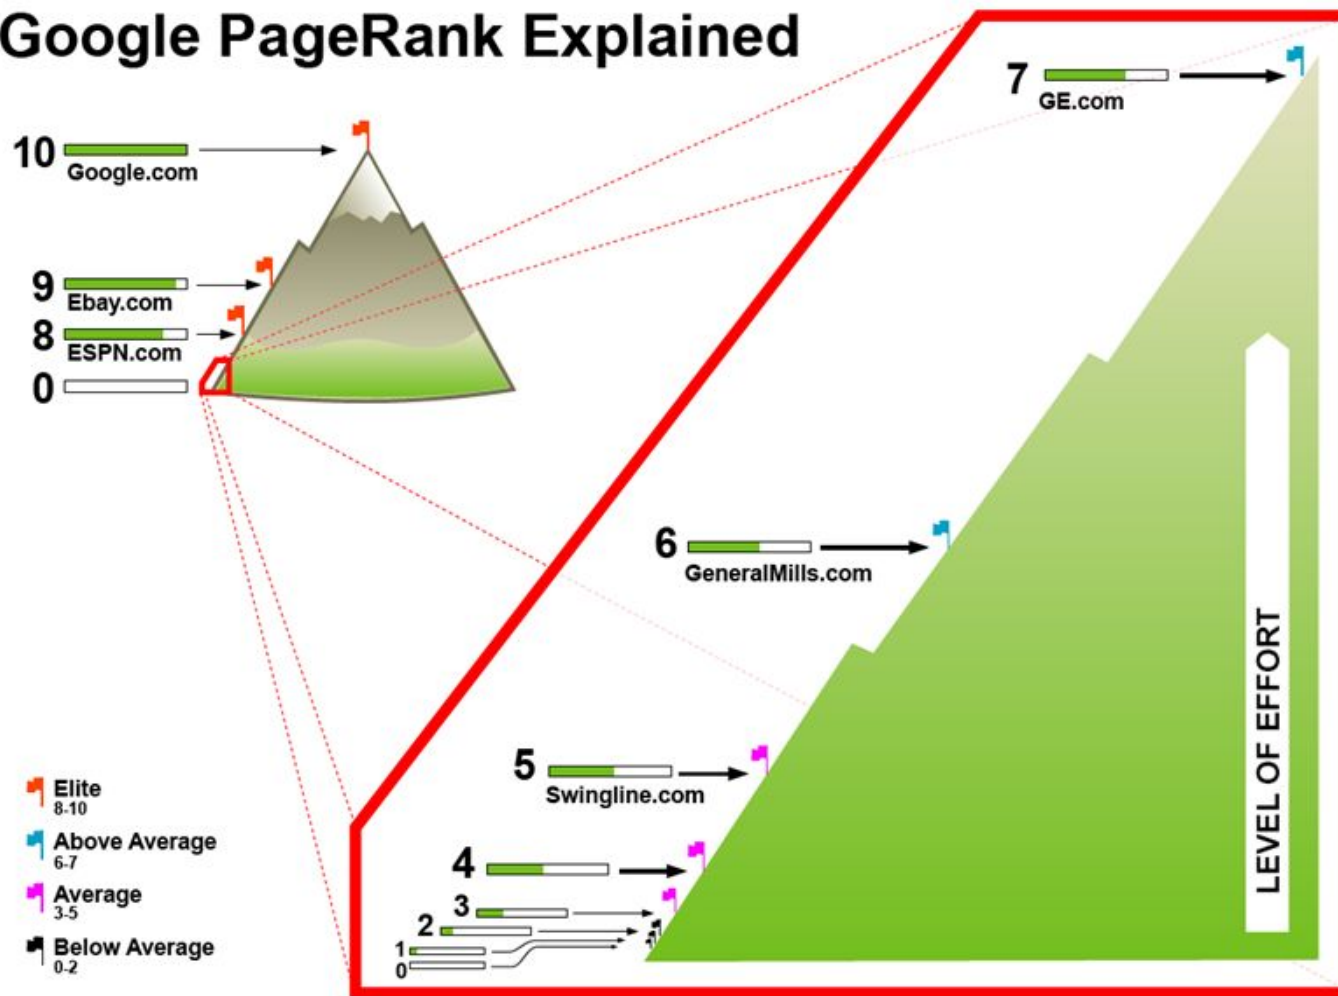 Google PageRank Explained
10
Google.com
9
Ebay.com
8
ESPN.com
0
7
GE.com
6
GeneralMills.com
5
Swingline.com
4
3
2
1
0
LEVEL OF EFFORT
Elite
8-10
Above Average
6-7
Average
3-5
Below Average
0-2